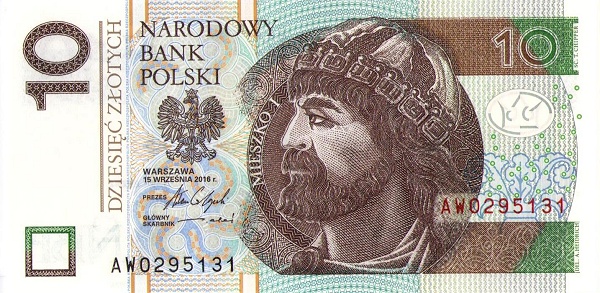 10
DZIESIĘĆ ZŁOTYCH
NARODOWY
BANK
POLSKI
WARSZAWA
15 WRZEŚNIA 2016 r.
PREZES
GŁÓWNY
SKARBNIK
AW0295131
MIESZKO I
10
AW0295131